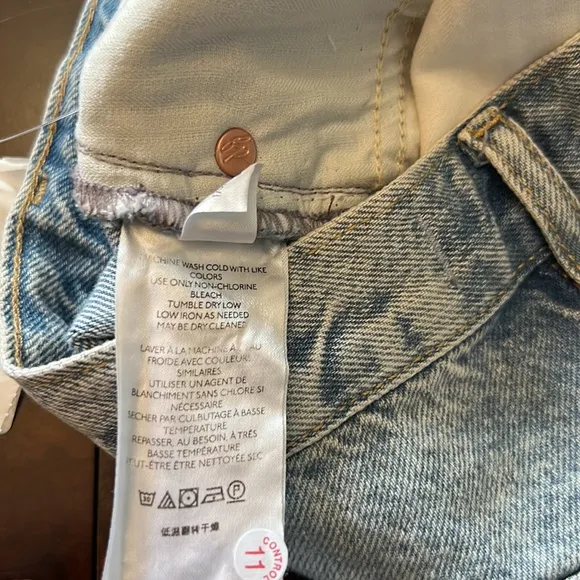 MACHINE WASH COLD WITH LIKE
COLORS
USE ONLY NON-CHLORINE
BLEACH
TUMBLE DRY LOW
LOW IRON AS NEEDED
MAY BE DRY CLEANED
LAVER À LA MACHINE À EAU
FROIDE AVEC COULEURS
SIMILAIRES
UTILISER UN AGENT DE
BLANCHIMENT SANS CHLORE SI
NÉCESSAIRE
SÉCHER PAR CULBUTAGE À BASSE
TEMPÉRATURE
REPASSER, AU BESOIN, À TRÈS
BASSE TEMPÉRATURE
PEUT-ÊTRE ÊTRE NETTOYÉE SEC
30
P
低温翻转干燥
CONTROL
11